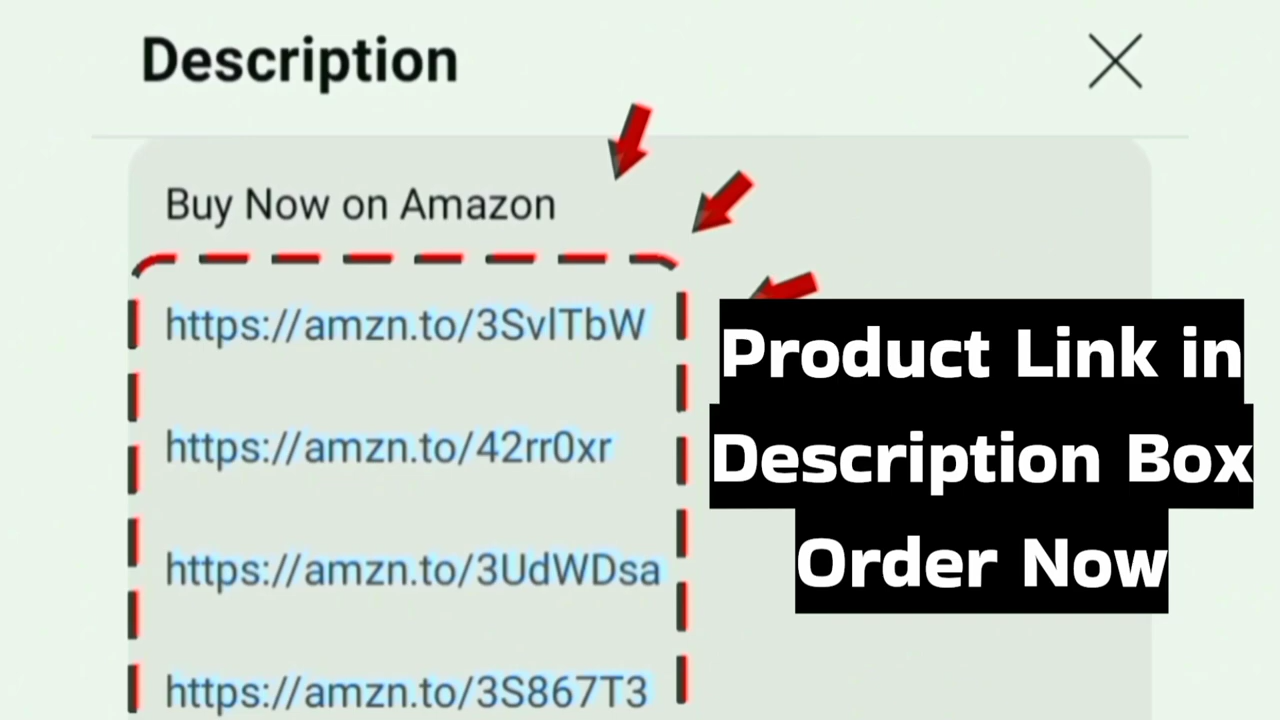 Description
Buy Now on Amazon
https://amzn.to/3SvlTbW
https://amzn.to/42rr0xr
https://amzn.to/3UdWDsa
https://amzn.to/3S867T3
Product Link in
Description Box
Order Now